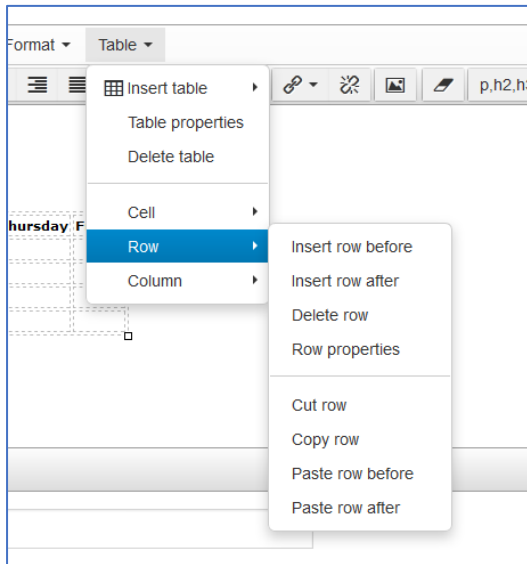 Format Table
p,h2,h
Insert table
Table properties
Delete table
hursday F
Cell
Row
Column
Insert row before
Insert row after
Delete row
Row properties
Cut row
Copy row
Paste row before
Paste row after